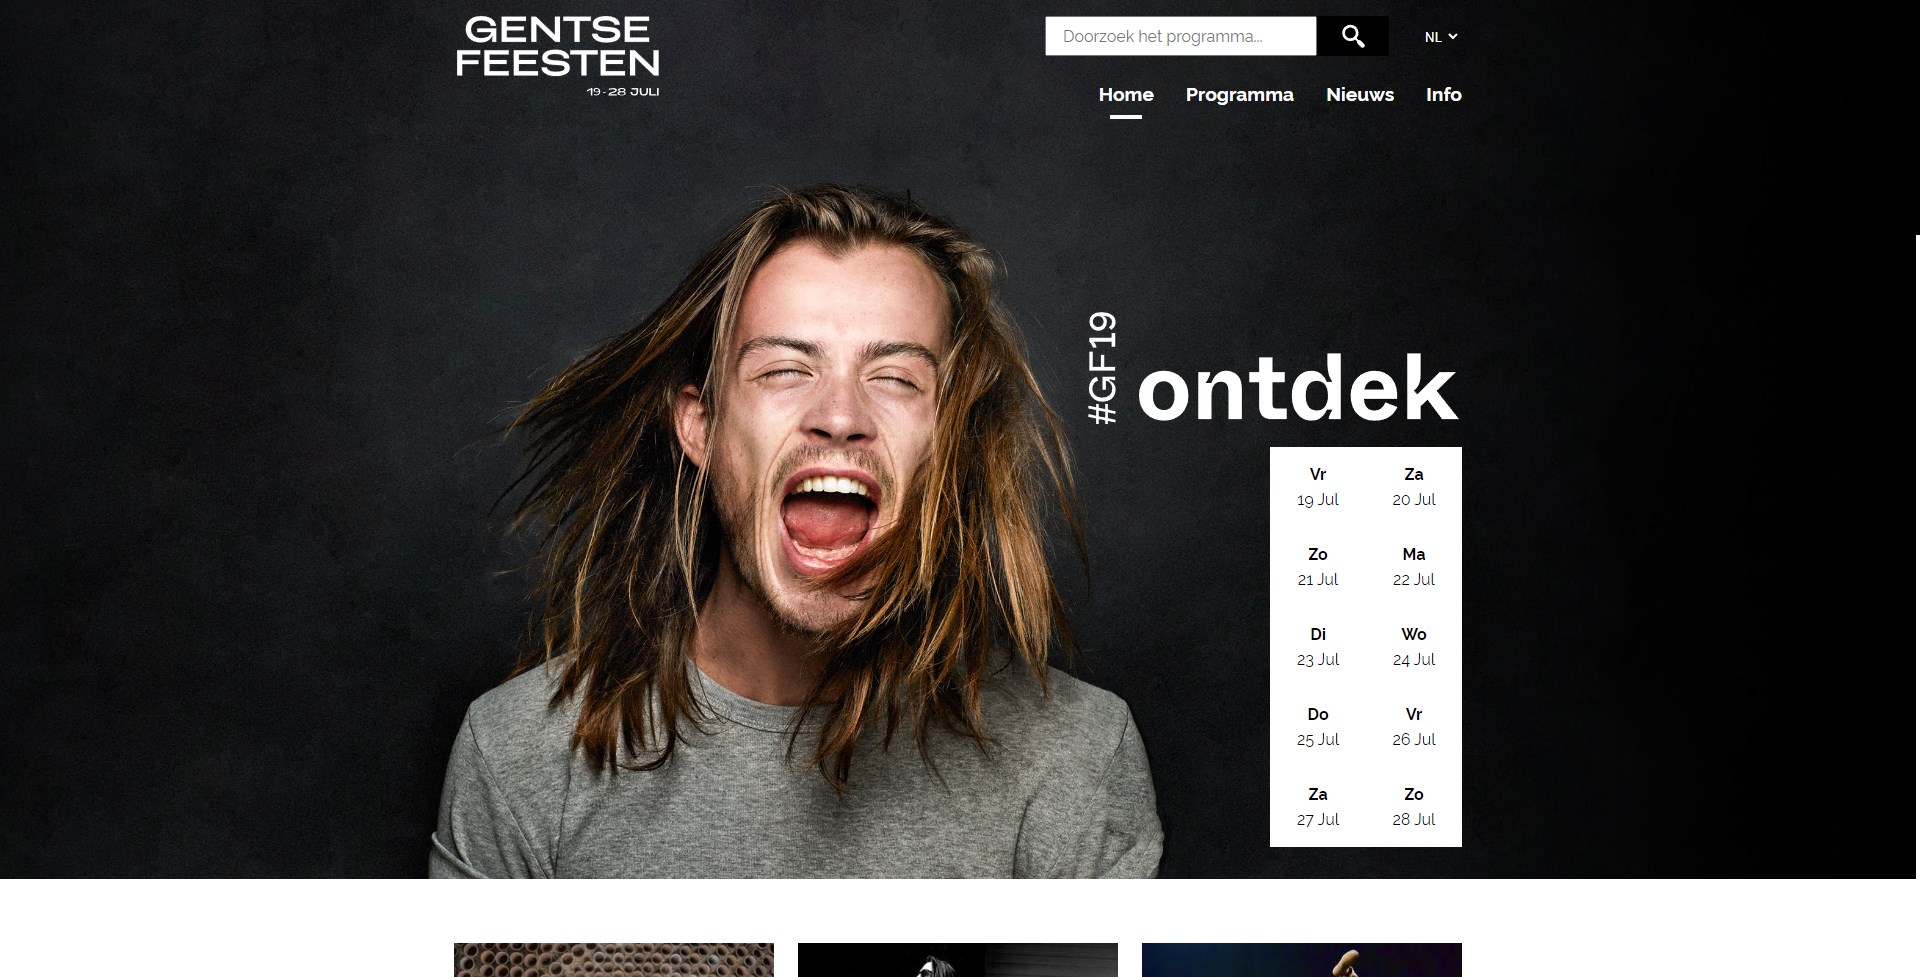 GENTSE
FEESTEN
19-28 JULI
Doorzoek het programma...
NL
Home Programma Nieuws Info
#GF19
ontdek
Vr Za
19 Jul 20 Jul
Zo Ma
21 Jul 22 Jul
Di Wo
23 Jul 24 Jul
Do Vr
25 Jul 26 Jul
Za Zo
27 Jul 28 Jul